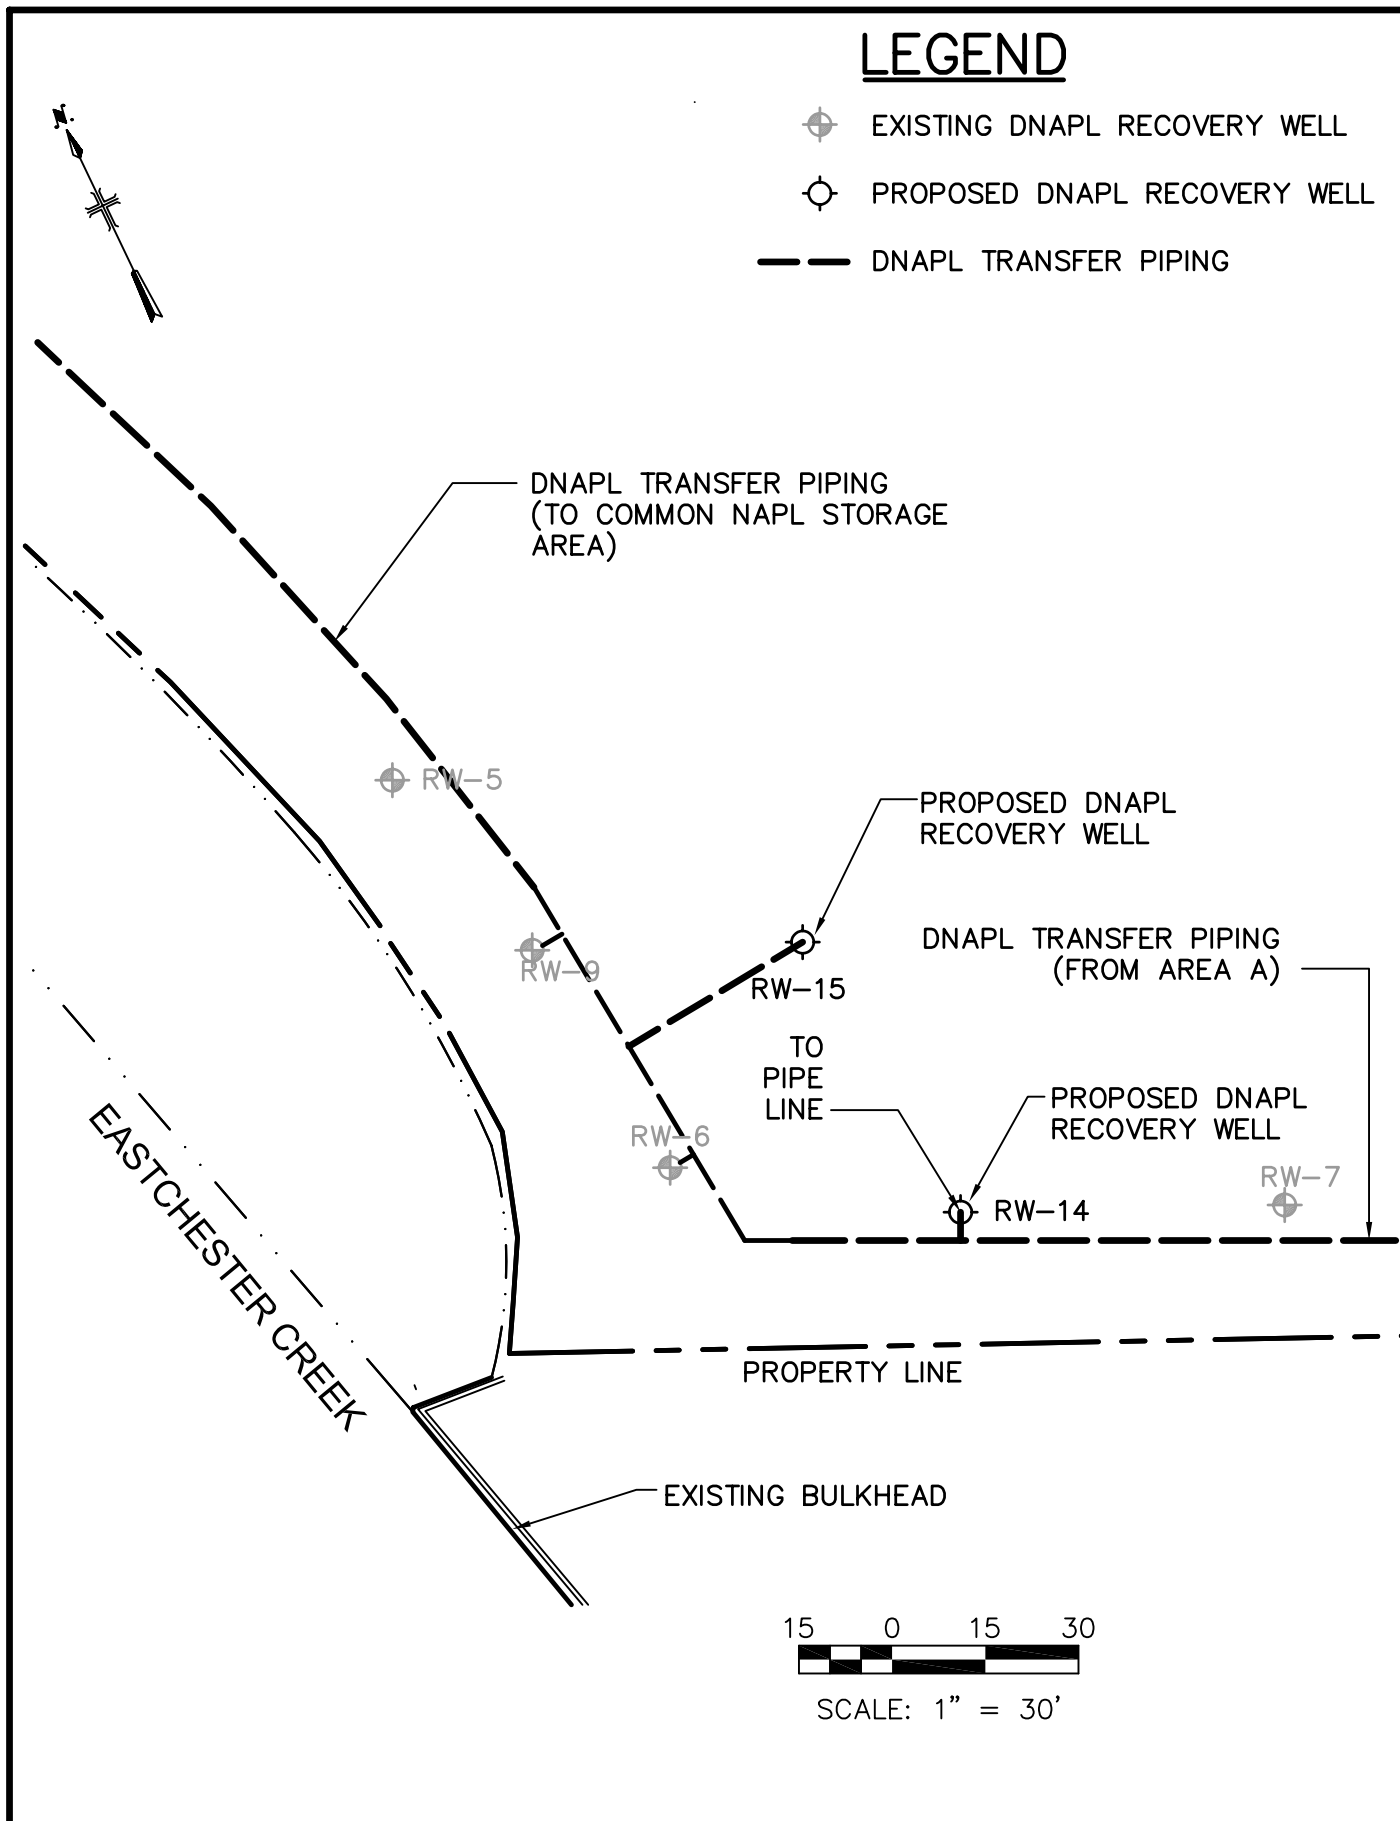 LEGEND
EXISTING DNAPL RECOVERY WELL
PROPOSED DNAPL RECOVERY WELL
DNAPL TRANSFER PIPING
N.
DNAPL TRANSFER PIPING
(TO COMMON NAPL STORAGE
AREA)
RW-5
PROPOSED DNAPL
RECOVERY WELL
RW-9
RW-15
DNAPL TRANSFER PIPING
(FROM AREA A)
TO
PIPE
LINE
PROPOSED DNAPL
RECOVERY WELL
RW-6
RW-14
RW-7
EASTCHESTER CREEK
PROPERTY LINE
EXISTING BULKHEAD
15 0 15 30
SCALE: 1" = 30'